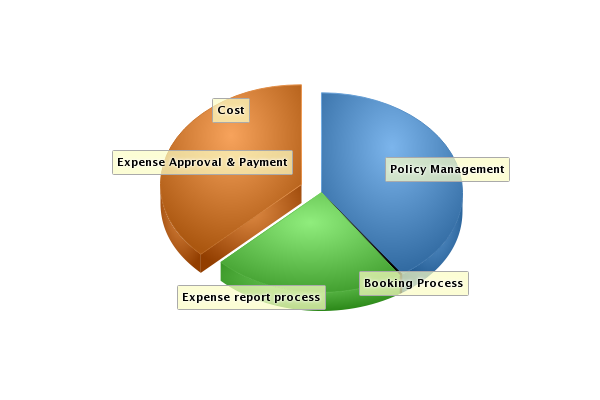 Cost
Expense Approval & Payment
Policy Management
Booking Process
Expense report process